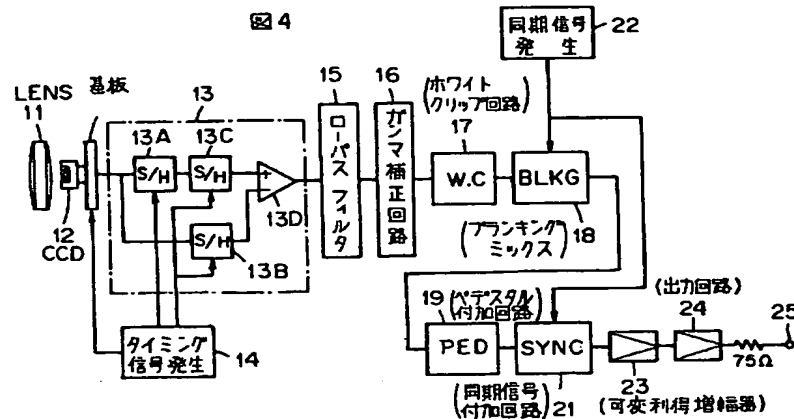 図4
同期信号
発生
22
LENS
11
基板
12
CCD
13
13A
13C
S/H
S/H
S/H
13B
+
−
13D
タイミング
信号発生
14
15
ローパスフィルタ
16
ガンマ補正回路
(ホワイト
クリップ回路)
17
W.C
BLKG
(ブランキング
ミックス)
18
19
(ペデスタル
付加回路)
PED
SYNC
(同期信号
付加回路)
21
23
(可変利得増幅器)
(出力回路)
24
75Ω
25